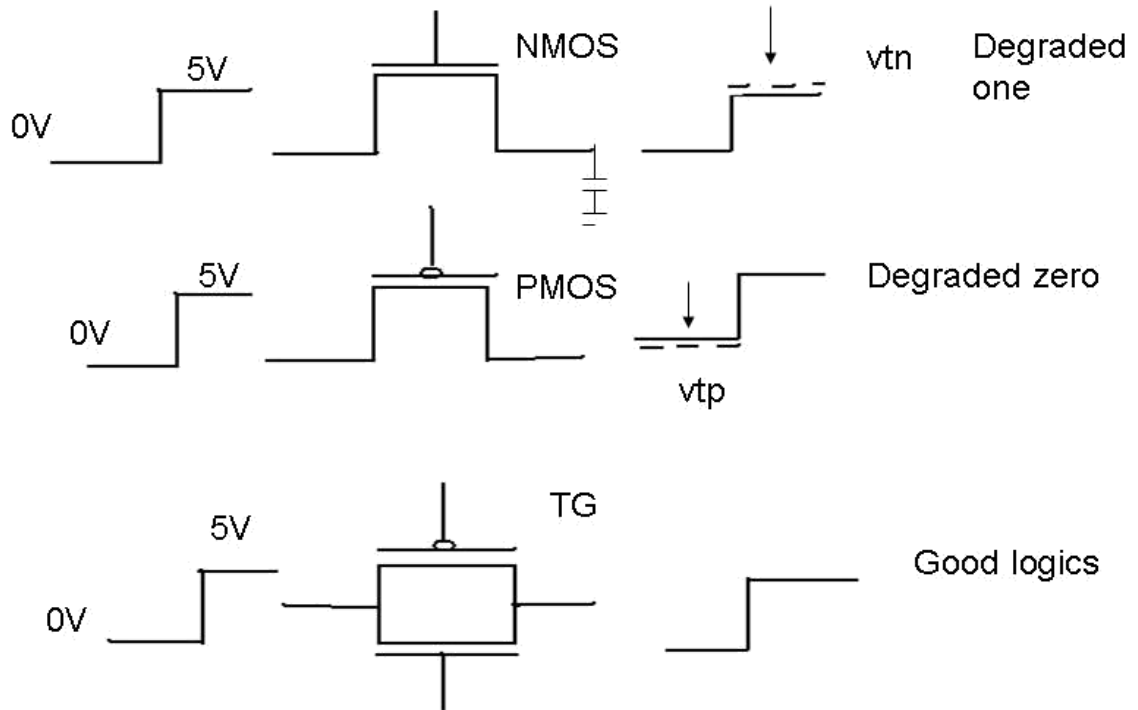 NMOS
vtn
Degraded
one
5V
0V
5V
PMOS
Degraded zero
0V
vtp
TG
5V
Good logics
0V